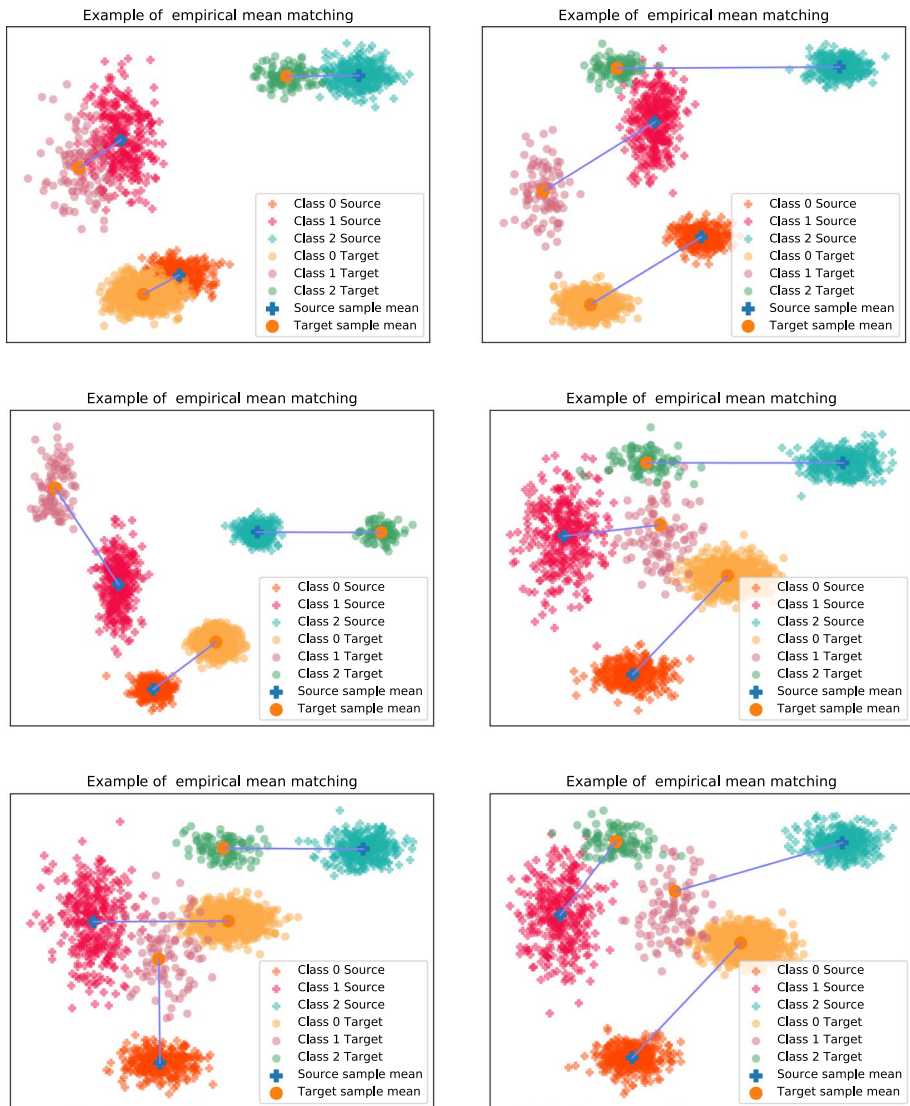 Example of  empirical mean matching
Class 0 Source
Class 1 Source
Class 2 Source
Class 0 Target
Class 1 Target
Class 2 Target
Source sample mean
Target sample mean
Example of  empirical mean matching
Class 0 Source
Class 1 Source
Class 2 Source
Class 0 Target
Class 1 Target
Class 2 Target
Source sample mean
Target sample mean
Example of  empirical mean matching
Class 0 Source
Class 1 Source
Class 2 Source
Class 0 Target
Class 1 Target
Class 2 Target
Source sample mean
Target sample mean
Example of  empirical mean matching
Class 0 Source
Class 1 Source
Class 2 Source
Class 0 Target
Class 1 Target
Class 2 Target
Source sample mean
Target sample mean
Example of  empirical mean matching
Class 0 Source
Class 1 Source
Class 2 Source
Class 0 Target
Class 1 Target
Class 2 Target
Source sample mean
Target sample mean
Example of  empirical mean matching
Class 0 Source
Class 1 Source
Class 2 Source
Class 0 Target
Class 1 Target
Class 2 Target
Source sample mean
Target sample mean